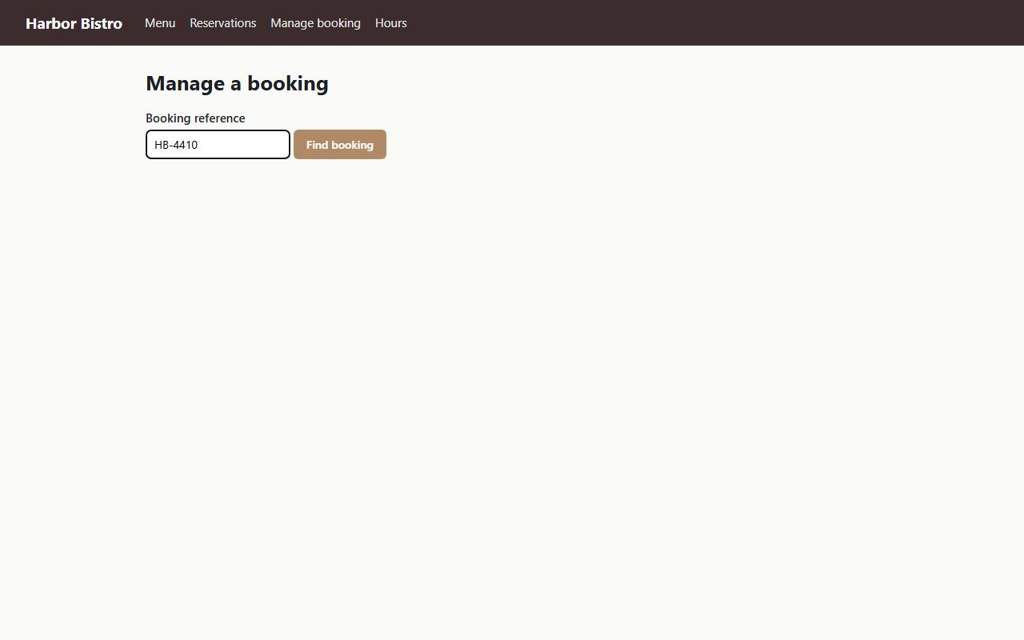 Harbor Bistro Menu Reservations Manage booking Hours
Manage a booking
Booking reference
HB-4410 Find booking